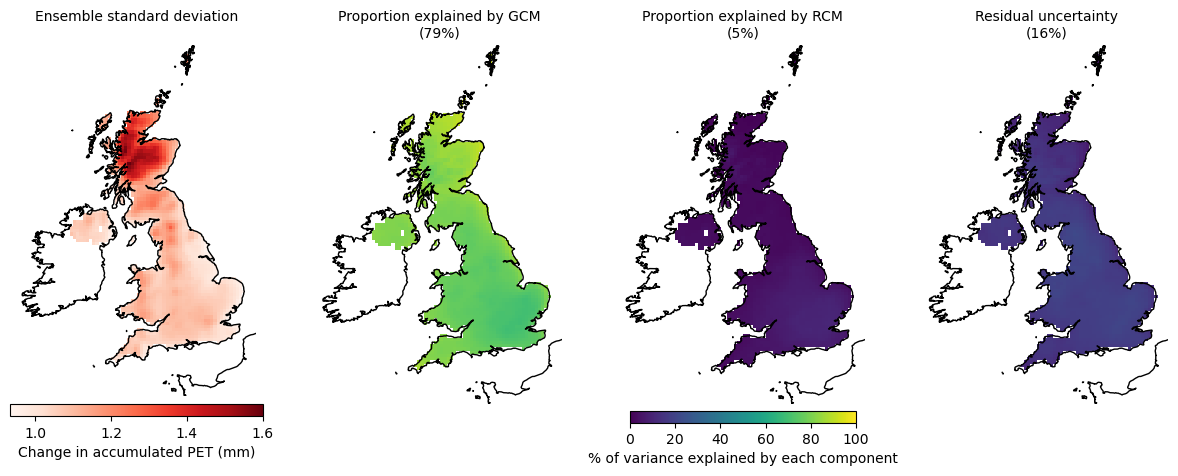 Ensemble standard deviation
Proportion explained by GCM
(79%)
Proportion explained by RCM
(5%)
Residual uncertainty
(16%)
1.0 1.2 1.4 1.6
Change in accumulated PET (mm)
0 20 40 60 80 100
% of variance explained by each component